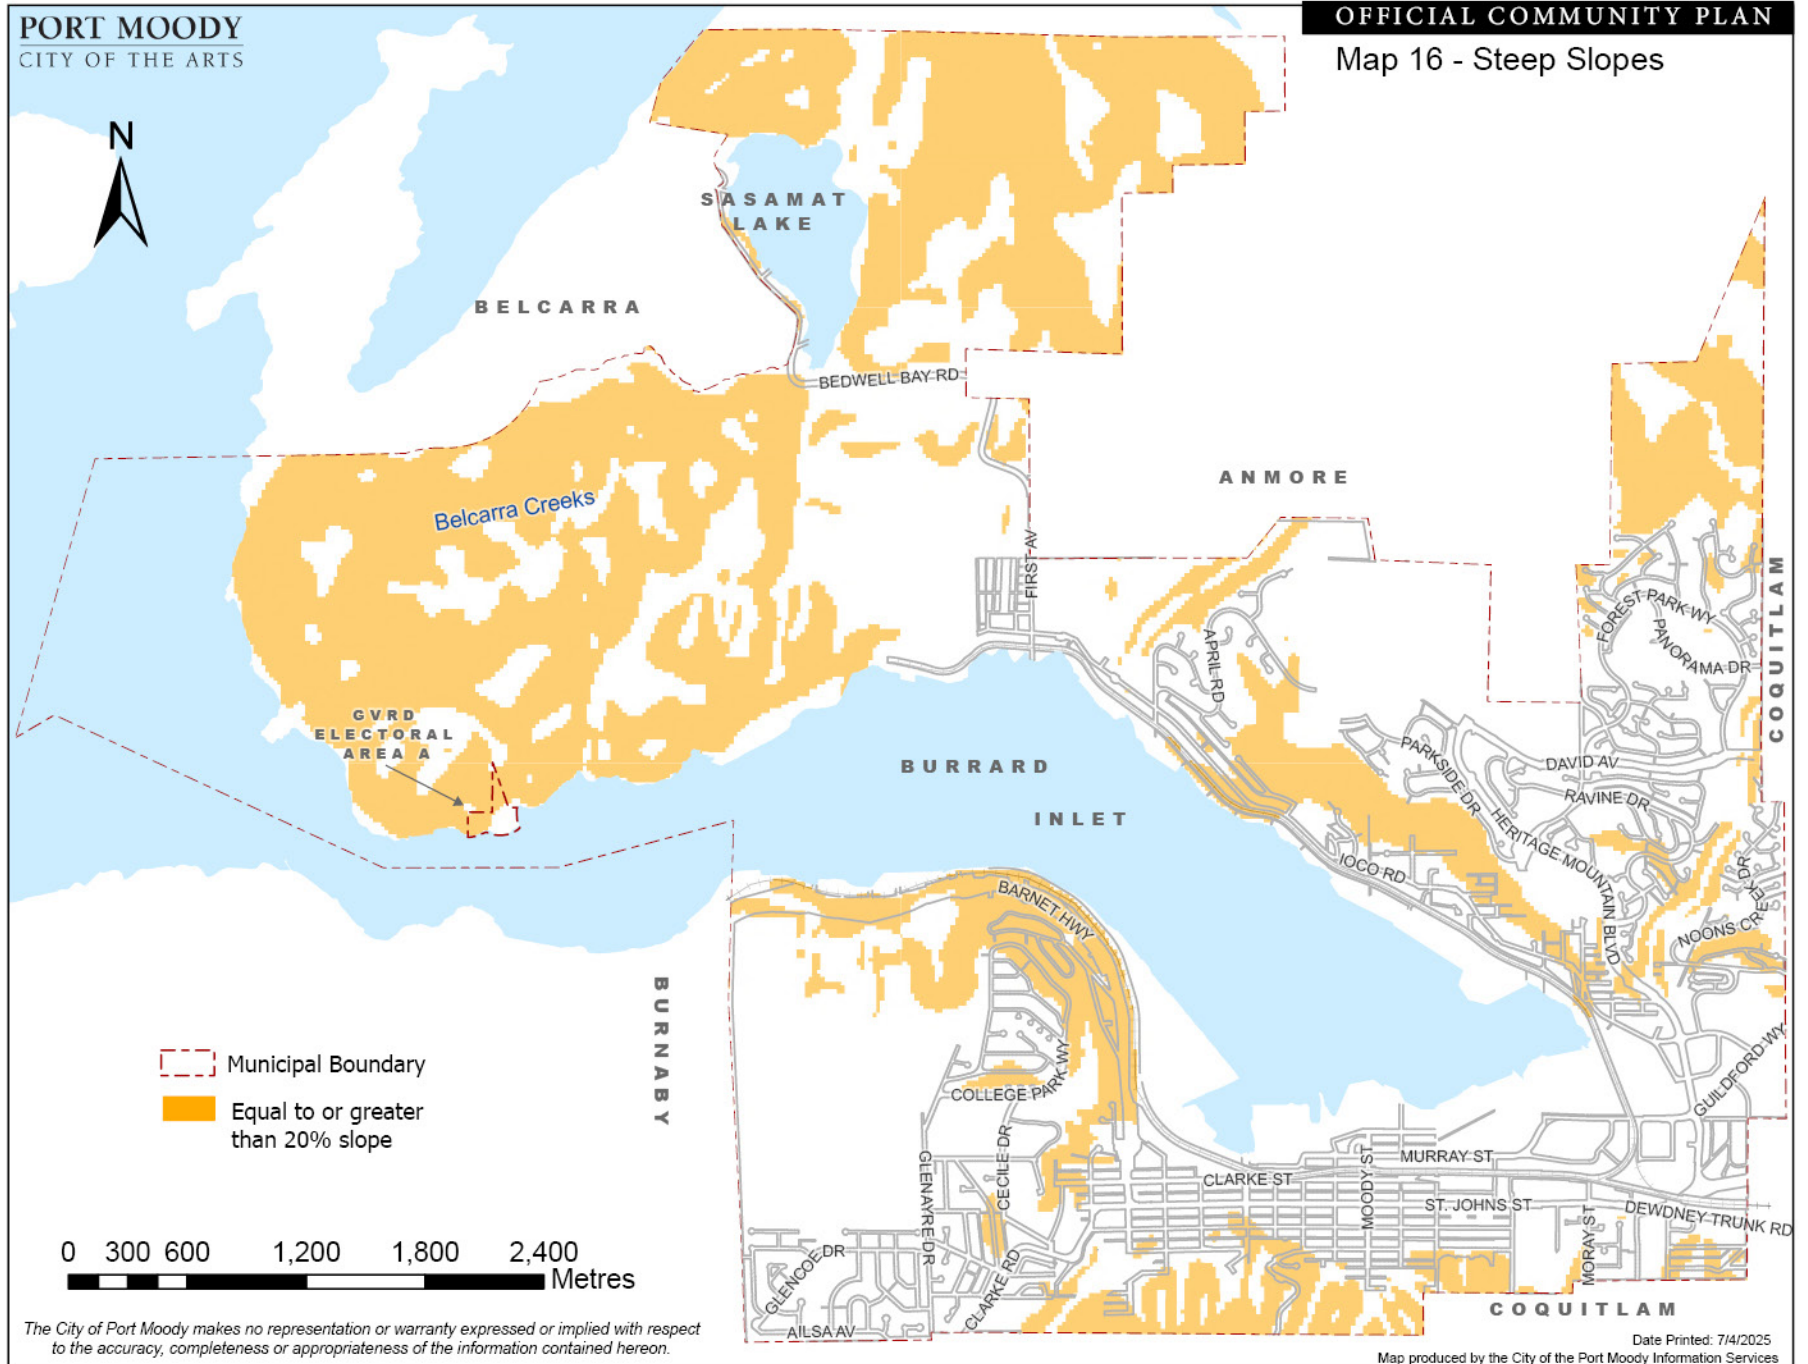 PORT MOODY
CITY OF THE ARTS
OFFICIAL COMMUNITY PLAN
Map 16 - Steep Slopes
N
SASAMAT
LAKE
BELCARRA
BEDWELL BAY RD
ANMORE
Belcarra Creeks
FIRST AV
COQUITLAM
FOREST PARK WY
PANORAMA DR
APRIL RD
GVRD
ELECTORAL
AREA A
BURRARD
INLET
PARKSIDE DR
DAVID AV
RAVINE DR
HERITAGE MOUNTAIN BLVD
IOCO RD
NOONS CREEK DR
BARNET HWY
BURNABY
Municipal Boundary
Equal to or greater
than 20% slope
COLLEGE PARK WY
GUILDFORD WY
CECILE DR
GLENAYRE DR
MURRAY ST
CLARKE ST
MOODY ST
ST. JOHNS ST
MORAY ST
DEWDNEY TRUNK RD
GLENCOE DR
CLARKE RD
AILSA AV
0 300 600 1,200 1,800 2,400
Metres
COQUITLAM
The City of Port Moody makes no representation or warranty expressed or implied with respect
to the accuracy, completeness or appropriateness of the information contained hereon.
Date Printed: 7/4/2025
Map produced by the City of the Port Moody Information Services